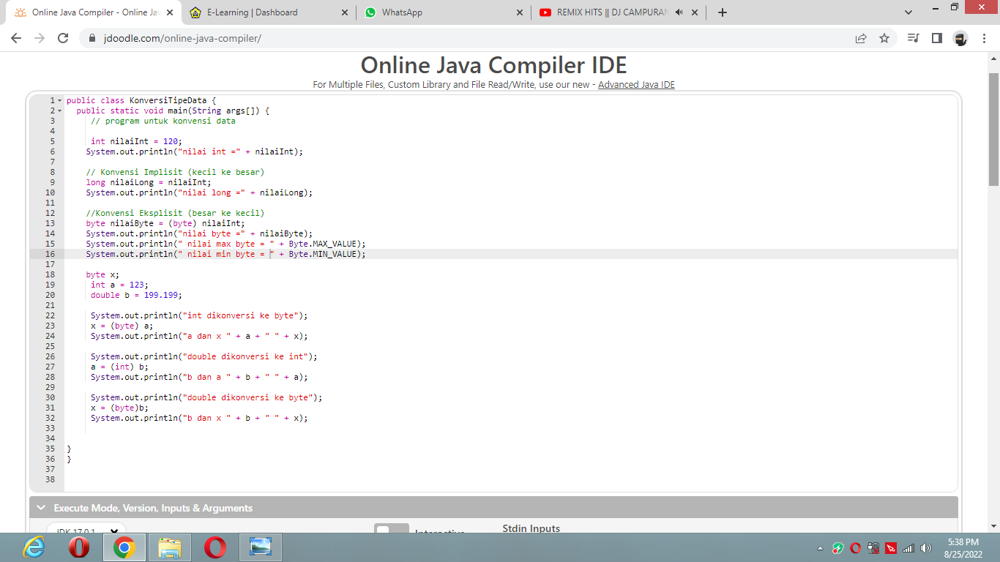 Online Java Compiler - Online Ja
E-Learning | Dashboard
WhatsApp
REMIX HITS || DJ CAMPURAN
jdoodle.com/online-java-compiler/
Online Java Compiler IDE
For Multiple Files, Custom Library and File Read/Write, use our new - Advanced Java IDE
1 public class KonversiTipeData {
2 public static void main(String args[]) {
3 // program untuk konvensi data
4
5 int nilaiInt = 120;
6 System.out.println("nilai int =" + nilaiInt);
7
8 // Konvensi Implisit (kecil ke besar)
9 long nilaiLong = nilaiInt;
10 System.out.println("nilai long =" + nilaiLong);
11
12 //Konvensi Eksplisit (besar ke kecil)
13 byte nilaiByte = (byte) nilaiInt;
14 System.out.println("nilai byte =" + nilaiByte);
15 System.out.println(" nilai max byte = " + Byte.MAX_VALUE);
16 System.out.println(" nilai min byte = " + Byte.MIN_VALUE);
17
18 byte x;
19 int a = 123;
20 double b = 199.199;
21
22 System.out.println("int dikonversi ke byte");
23 x = (byte) a;
24 System.out.println("a dan x " + a + " " + x);
25
26 System.out.println("double dikonversi ke int");
27 a = (int) b;
28 System.out.println("b dan a " + b + " " + a);
29
30 System.out.println("double dikonversi ke byte");
31 x = (byte)b;
32 System.out.println("b dan x " + b + " " + x);
33
34
35 }
36 }
37
38
Execute Mode, Version, Inputs & Arguments
JDK 17.0.1
Interactive
Stdin Inputs
5:38 PM
8/25/2022